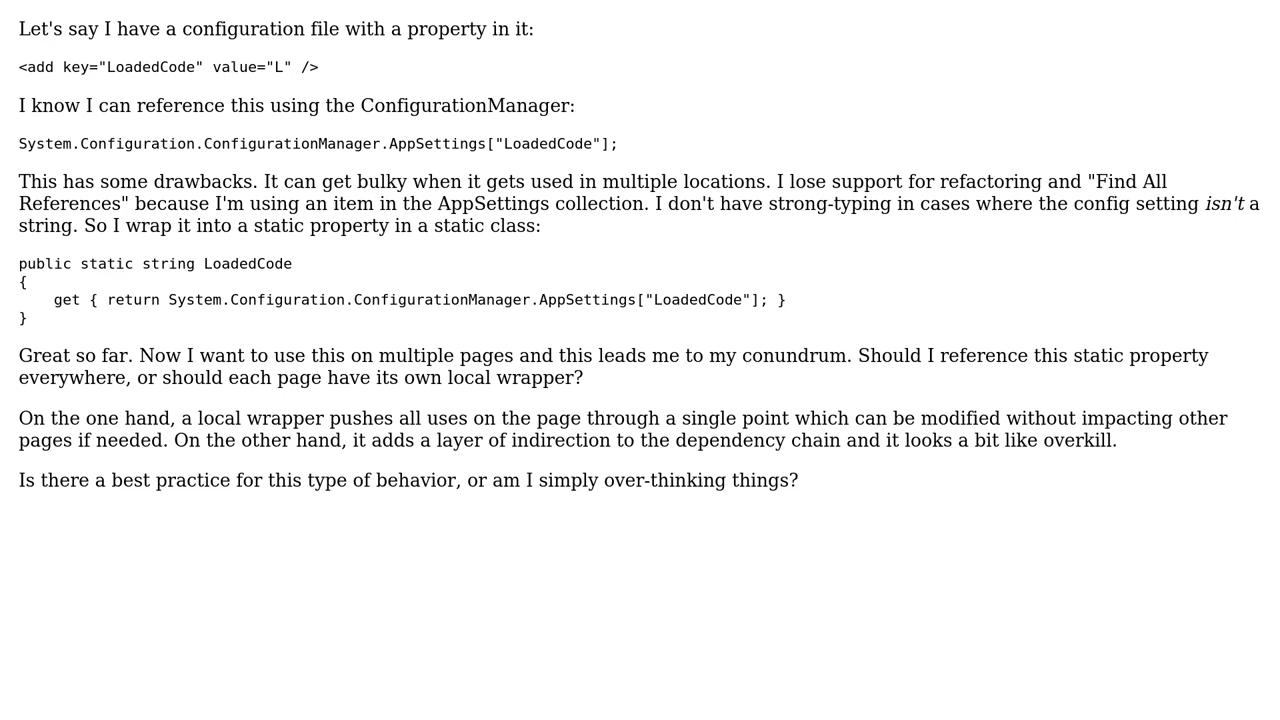 Let's say I have a configuration file with a property in it:
<add key="LoadedCode" value="L" />
I know I can reference this using the ConfigurationManager:
System.Configuration.ConfigurationManager.AppSettings["LoadedCode"];
This has some drawbacks. It can get bulky when it gets used in multiple locations. I lose support for refactoring and "Find All
References" because I'm using an item in the AppSettings collection. I don't have strong-typing in cases where the config setting isn't a
string. So I wrap it into a static property in a static class:
public static string LoadedCode
{
    get { return System.Configuration.ConfigurationManager.AppSettings["LoadedCode"]; }
}
Great so far. Now I want to use this on multiple pages and this leads me to my conundrum. Should I reference this static property
everywhere, or should each page have its own local wrapper?
On the one hand, a local wrapper pushes all uses on the page through a single point which can be modified without impacting other
pages if needed. On the other hand, it adds a layer of indirection to the dependency chain and it looks a bit like overkill.
Is there a best practice for this type of behavior, or am I simply over-thinking things?